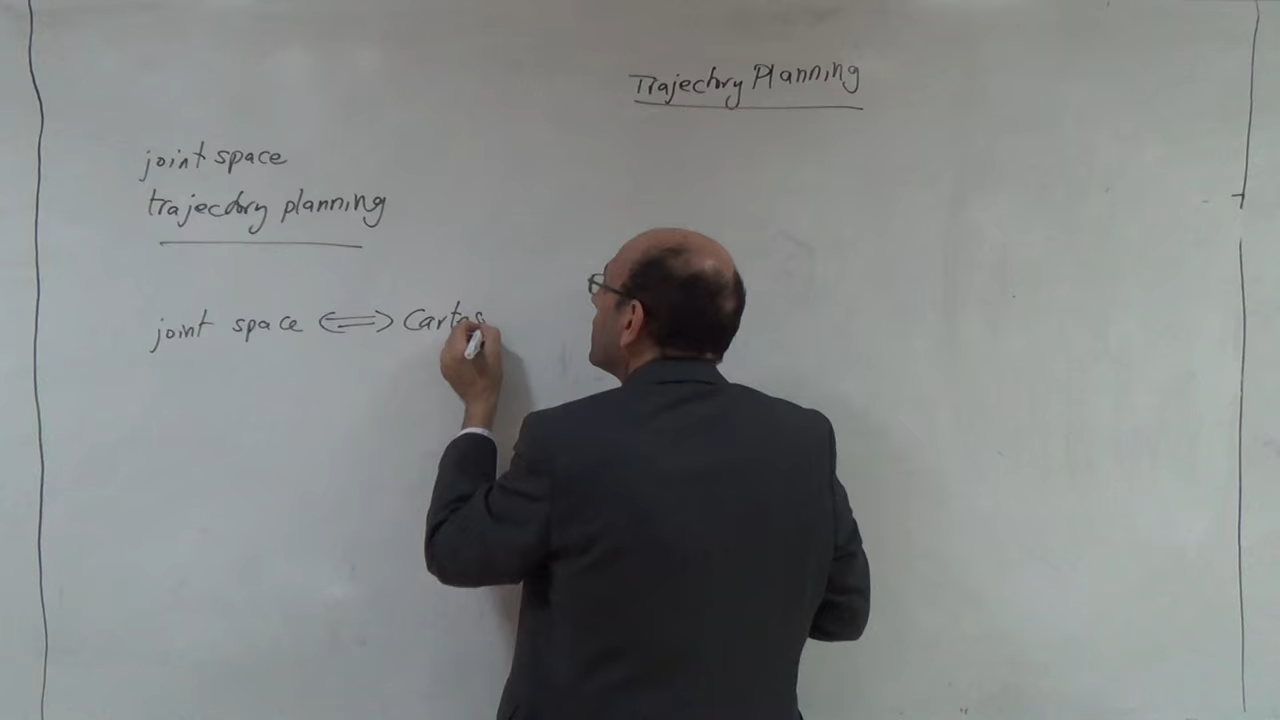 Trajectory Planning
joint space
trajectory planning
joint space <=> Cartes